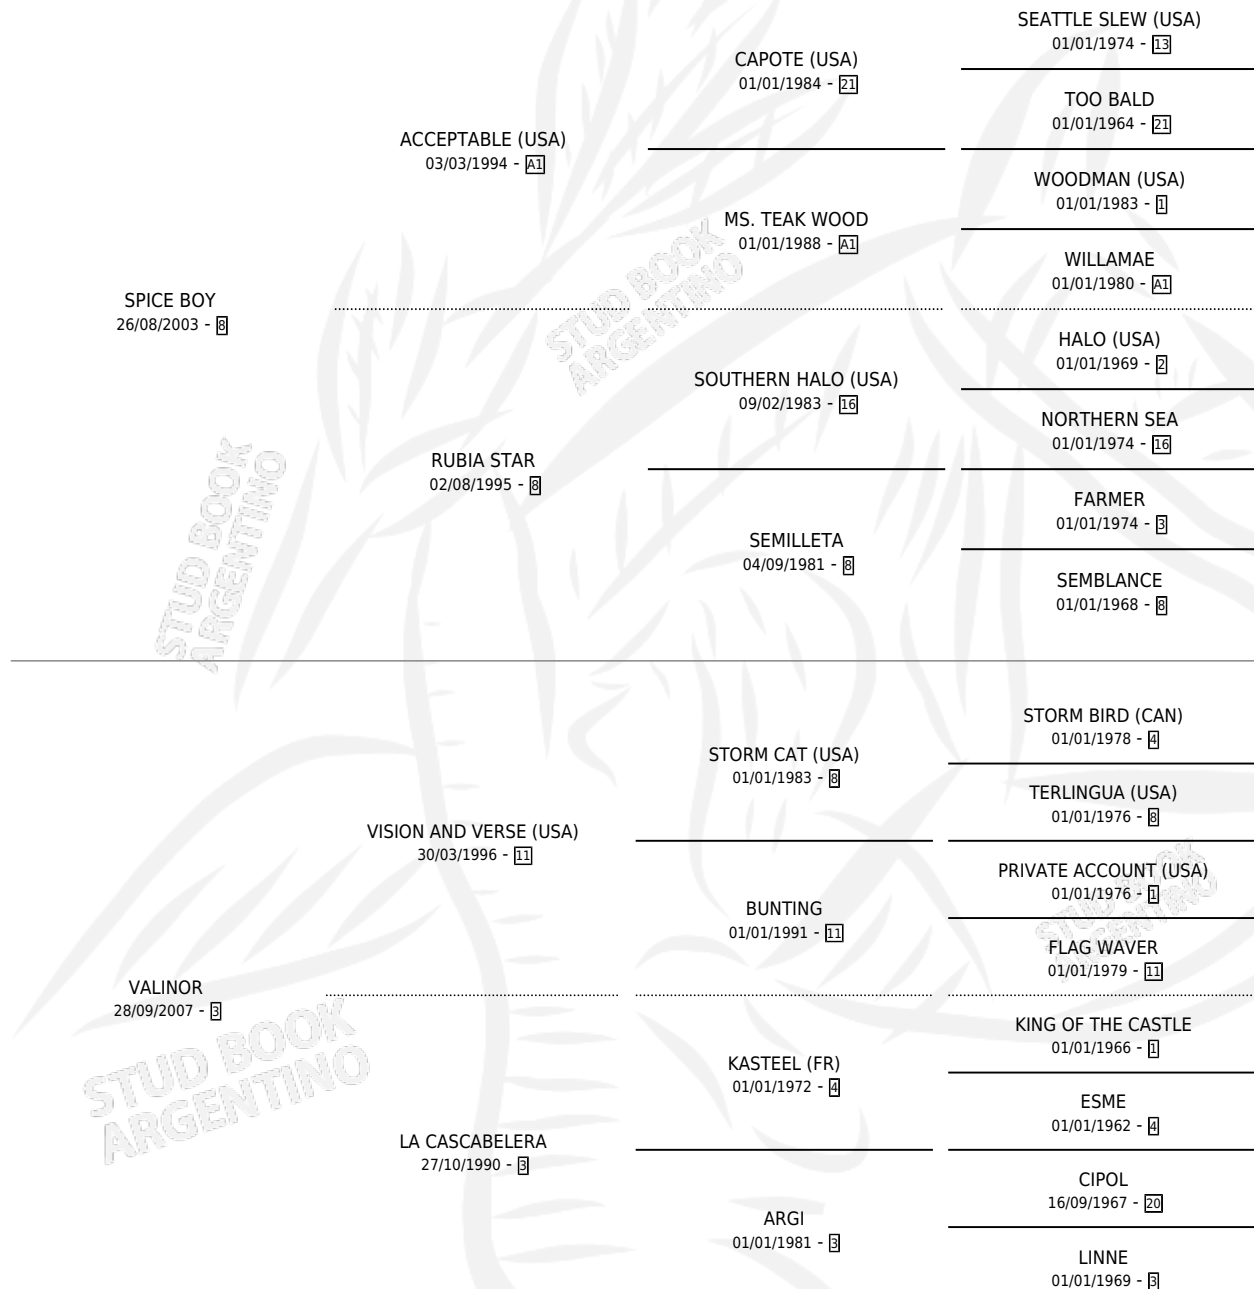 SPICE BOY
26/08/2003 - 8
ACCEPTABLE (USA)
03/03/1994 - A1
RUBIA STAR
02/08/1995 - 8
CAPOTE (USA)
01/01/1984 - 21
MS. TEAK WOOD
01/01/1988 - A1
SOUTHERN HALO (USA)
09/02/1983 - 16
SEMILLETA
04/09/1981 - 8
SEATTLE SLEW (USA)
01/01/1974 - 13
TOO BALD
01/01/1964 - 21
WOODMAN (USA)
01/01/1983 - 1
WILLAMAE
01/01/1980 - A1
HALO (USA)
01/01/1969 - 2
NORTHERN SEA
01/01/1974 - 16
FARMER
01/01/1974 - 3
SEMBLANCE
01/01/1968 - 8
VALINOR
28/09/2007 - 3
VISION AND VERSE (USA)
30/03/1996 - 11
LA CASCABELERA
27/10/1990 - 3
STORM CAT (USA)
01/01/1983 - 8
BUNTING
01/01/1991 - 11
KASTEEL (FR)
01/01/1972 - 4
ARGI
01/01/1981 - 3
STORM BIRD (CAN)
01/01/1978 - 4
TERLINGUA (USA)
01/01/1976 - 8
PRIVATE ACCOUNT (USA)
01/01/1976 - 1
FLAG WAVER
01/01/1979 - 11
KING OF THE CASTLE
01/01/1966 - 1
ESME
01/01/1962 - 4
CIPOL
16/09/1967 - 20
LINNE
01/01/1969 - 3
STUD BOOK
ARGENTINO
STUD BOOK
ARGENTINO
STUD BOOK
ARGENTINO
STUD BOOK
ARGENTINO